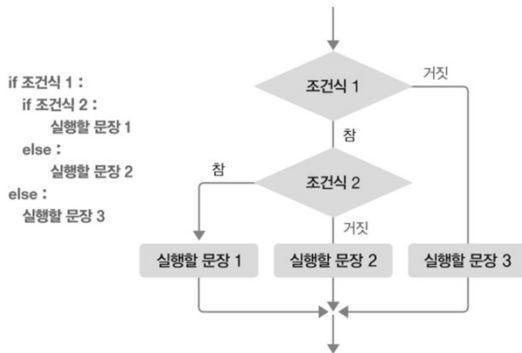 if 조건식 1 :
if 조건식 2 :
실행할 문장 1
else :
실행할 문장 2
else :
실행할 문장 3
조건식 1
거짓
참
조건식 2
참
거짓
실행할 문장 1
실행할 문장 2
실행할 문장 3